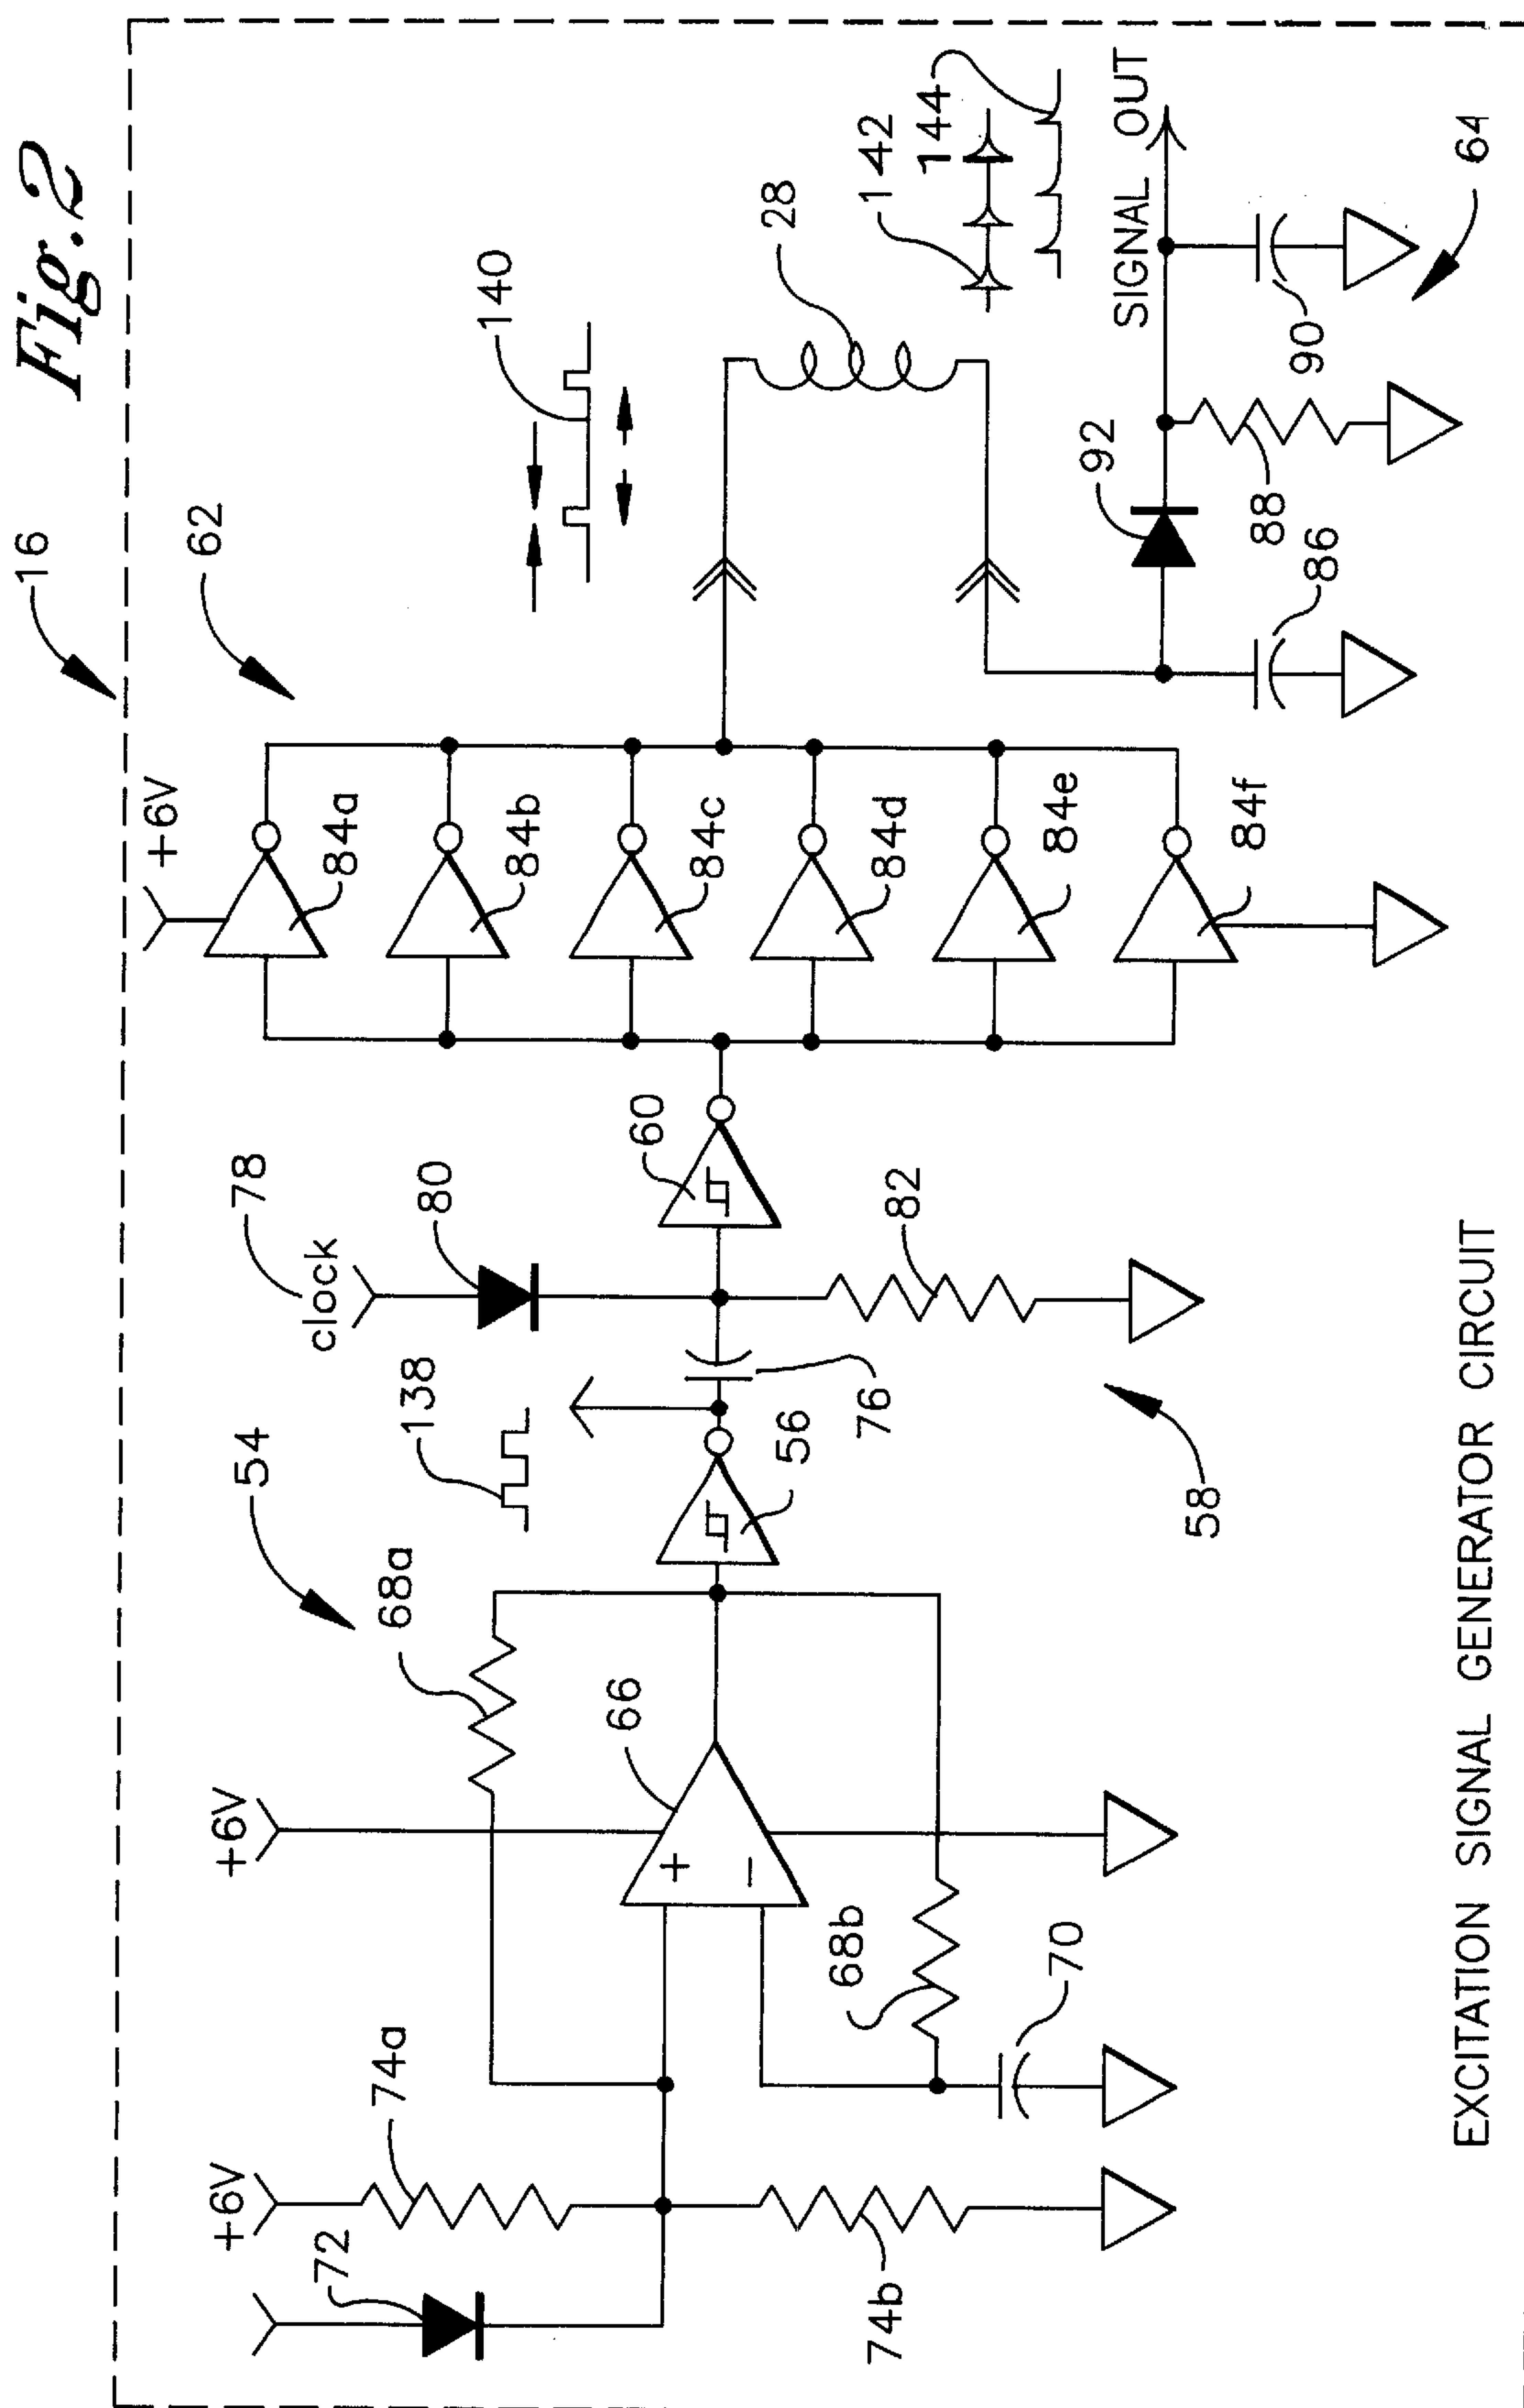 Fig. 2
16
62
+6V
84a
84b
84c
84d
84e
84f
140
28
142
144
SIGNAL OUT
92
88
86
90
64
54
138
clock
78
80
60
82
76
56
58
68a
66
+6V
+
−
68b
70
+6V
74a
72
74b
EXCITATION SIGNAL GENERATOR CIRCUIT